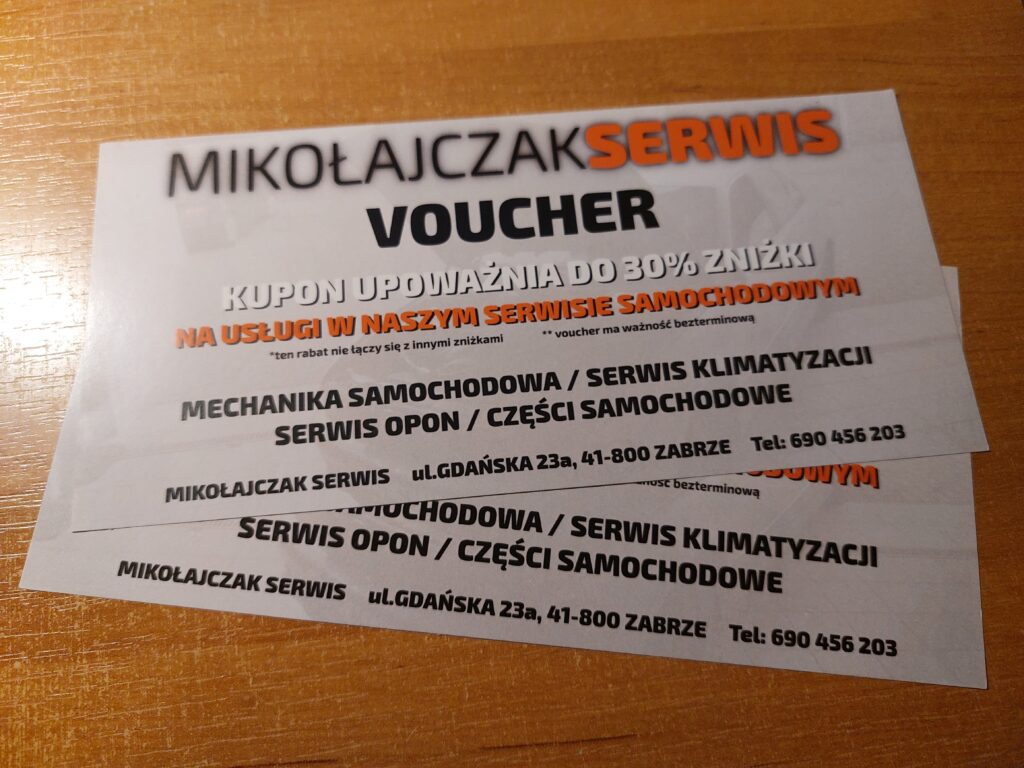 MIKOŁAJCZAKSERWIS
VOUCHER
KUPON UPOWAŻNIA DO 30% ZNIŻKI
NA USŁUGI W NASZYM SERWISIE SAMOCHODOWYM
*ten rabat nie łączy się z innymi zniżkami ** voucher ma ważność bezterminową
MECHANIKA SAMOCHODOWA / SERWIS KLIMATYZACJI
SERWIS OPON / CZĘŚCI SAMOCHODOWE
MIKOŁAJCZAK SERWIS ul.GDAŃSKA 23a, 41-800 ZABRZE Tel: 690 456 203
bezterminową
/ SERWIS KLIMATYZACJI
SERWIS OPON / CZĘŚCI SAMOCHODOWE
MIKOŁAJCZAK SERWIS ul.GDAŃSKA 23a, 41-800 ZABRZE Tel: 690 456 203